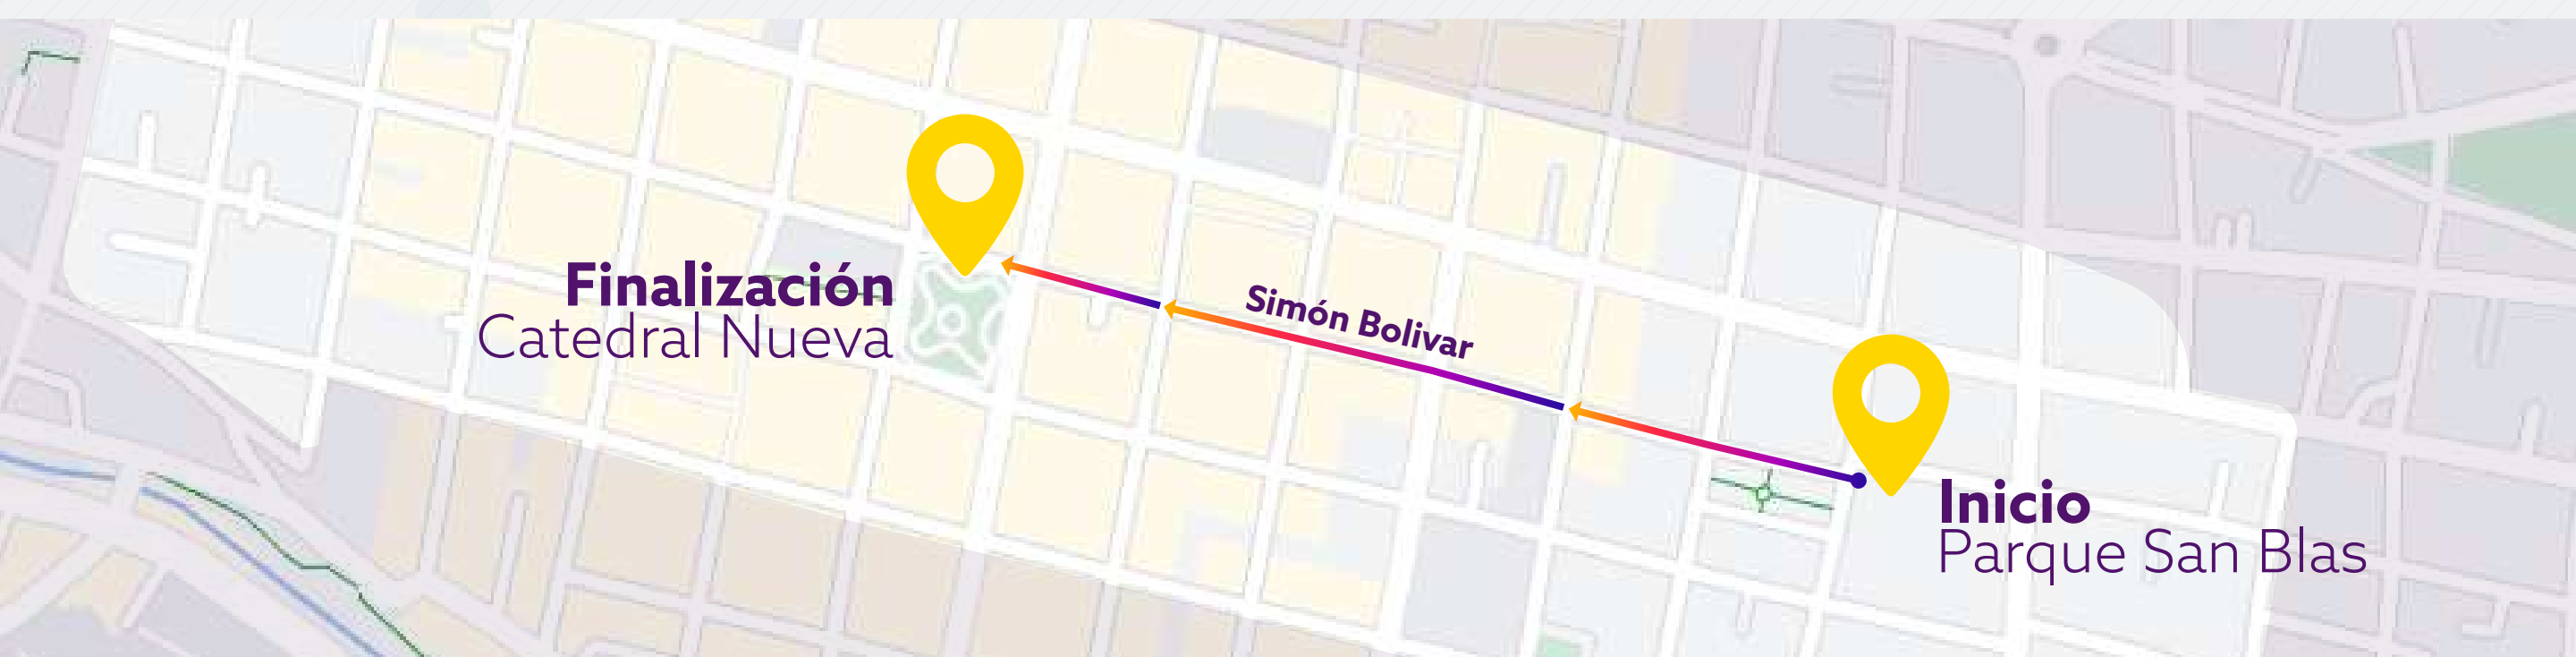 Finalización
Catedral Nueva
Simón Bolivar
Inicio
Parque San Blas